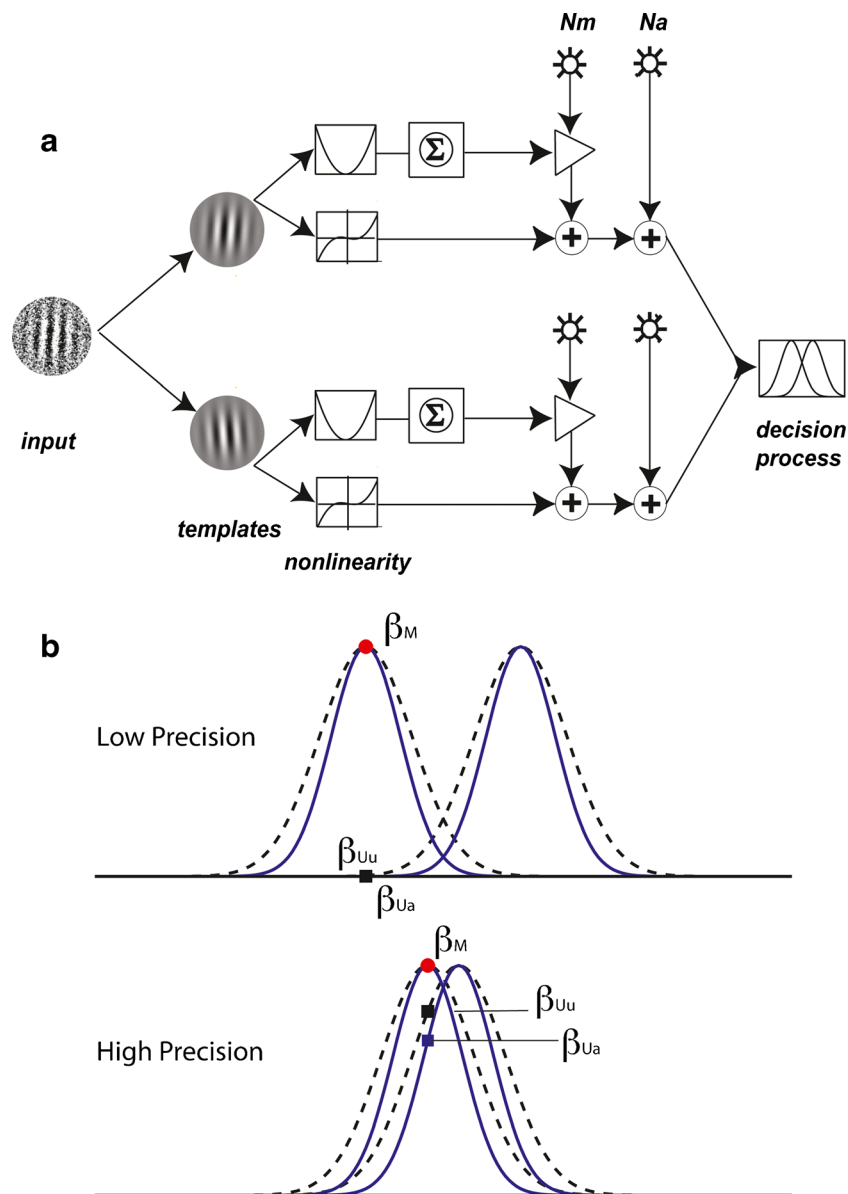 Nm Na
a
Σ
+ +
input
Σ
+ +
decision
process
templates
nonlinearity
b
βM
Low Precision
βUu
βUa
βM
βUu
High Precision
βUa